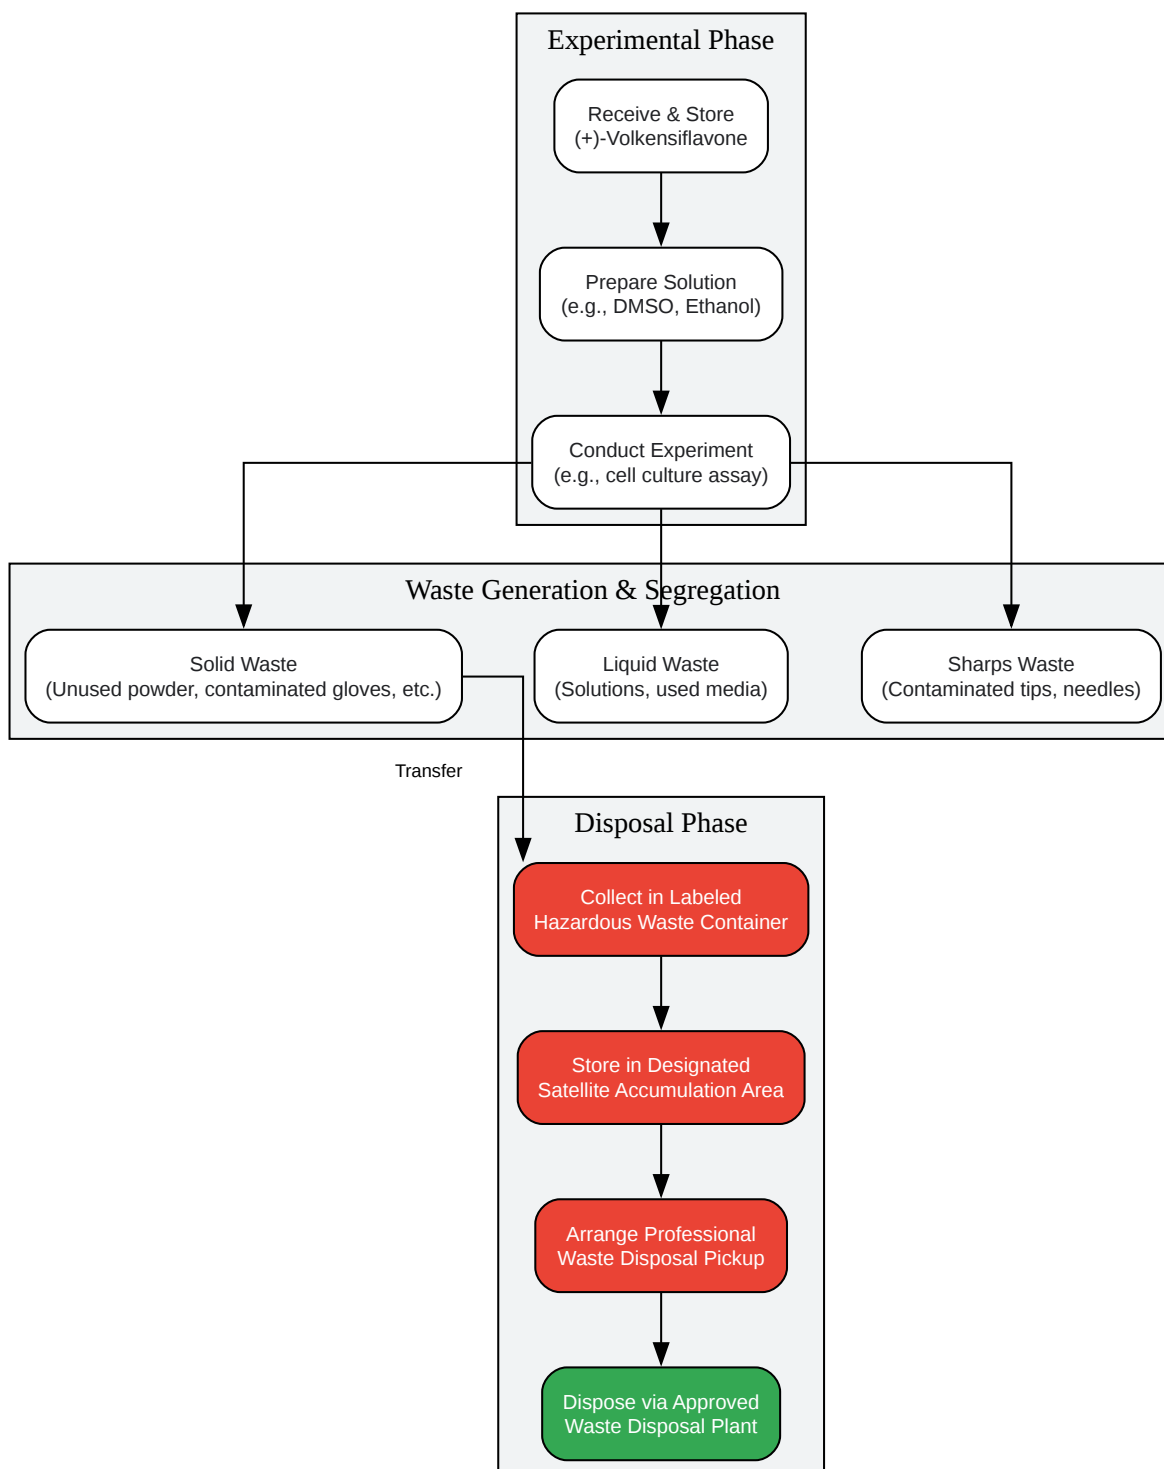 Experimental Phase
Receive & Store
(+)-Volkensiflavone
Prepare Solution
(e.g., DMSO, Ethanol)
Conduct Experiment
(e.g., cell culture assay)
Waste Generation & Segregation
Solid Waste
(Unused powder, contaminated gloves, etc.)
Liquid Waste
(Solutions, used media)
Sharps Waste
(Contaminated tips, needles)
Transfer
Disposal Phase
Collect in Labeled
Hazardous Waste Container
Store in Designated
Satellite Accumulation Area
Arrange Professional
Waste Disposal Pickup
Dispose via Approved
Waste Disposal Plant